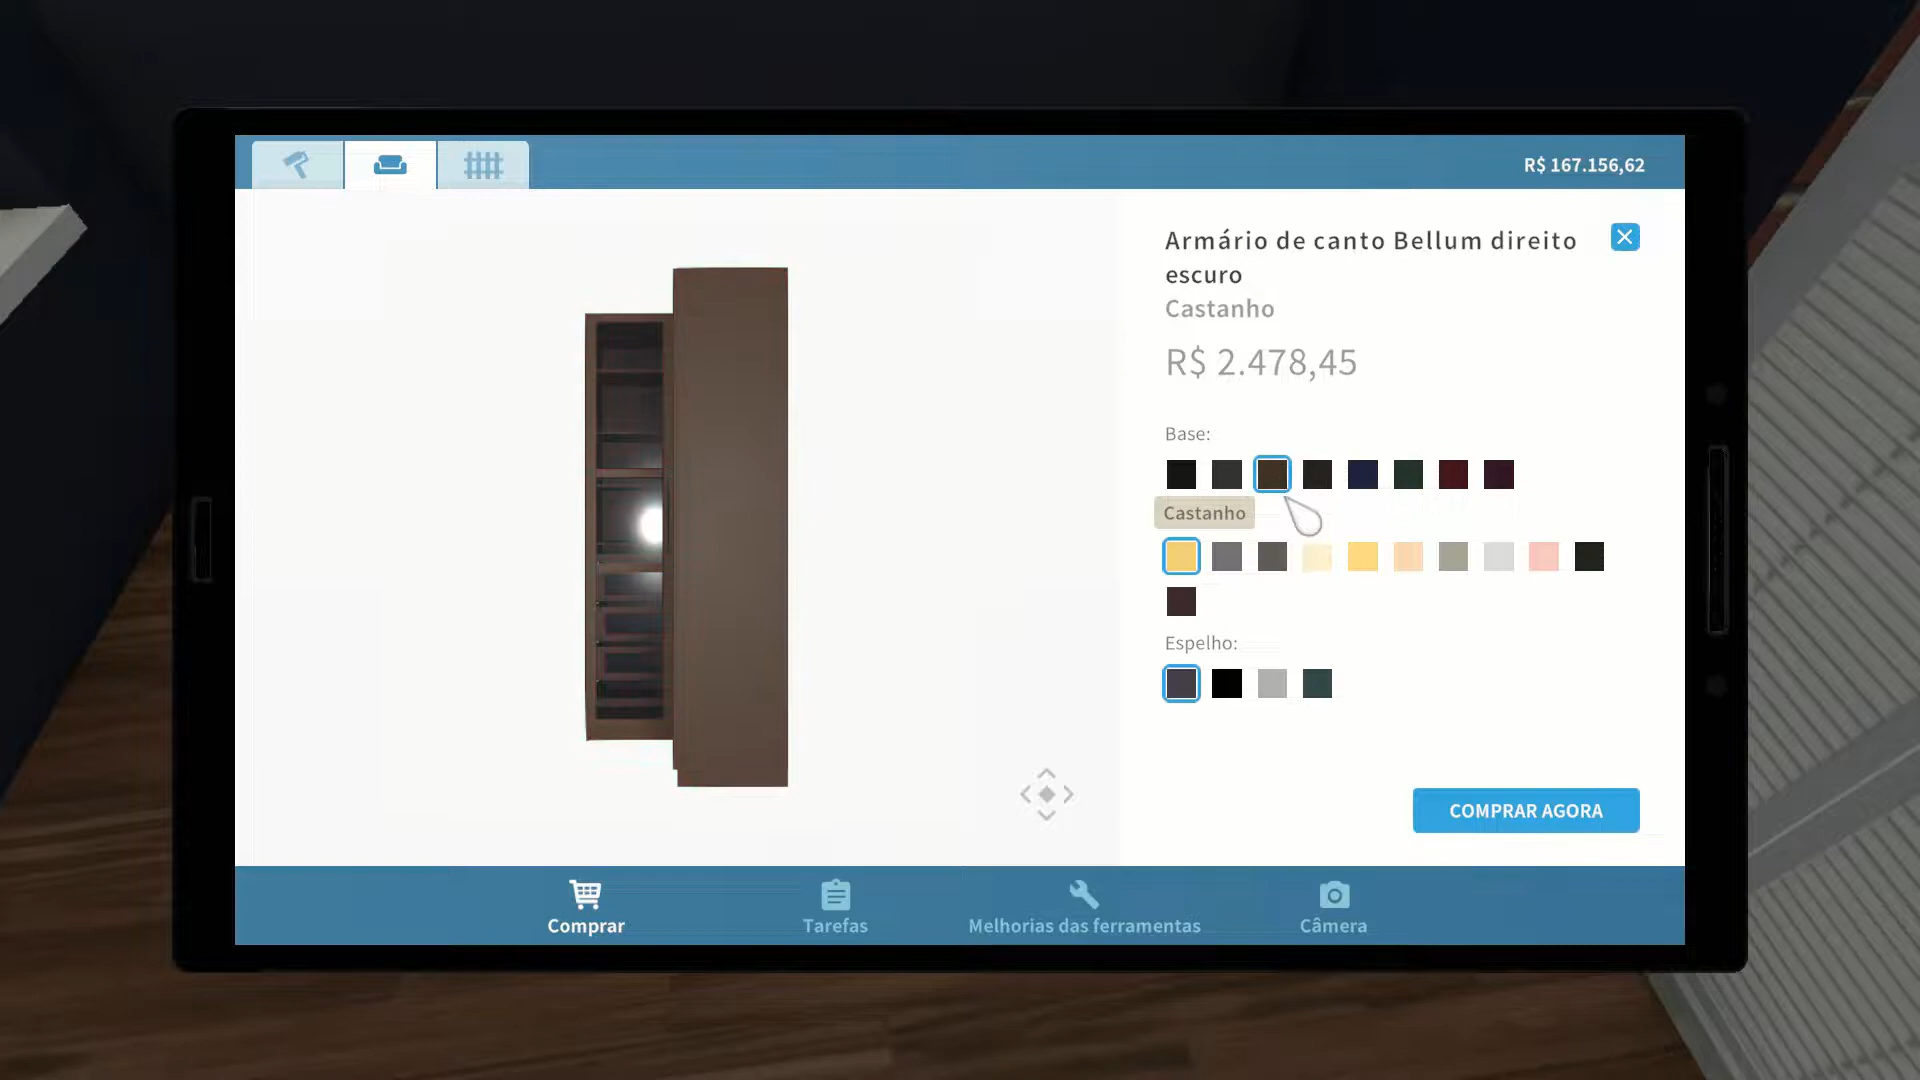 R$ 167.156,62
Armário de canto Bellum direito
escuro
Castanho
R$ 2.478,45
Base:
Castanho
Espelho:
COMPRAR AGORA
Comprar
Tarefas
Melhorias das ferramentas
Câmera